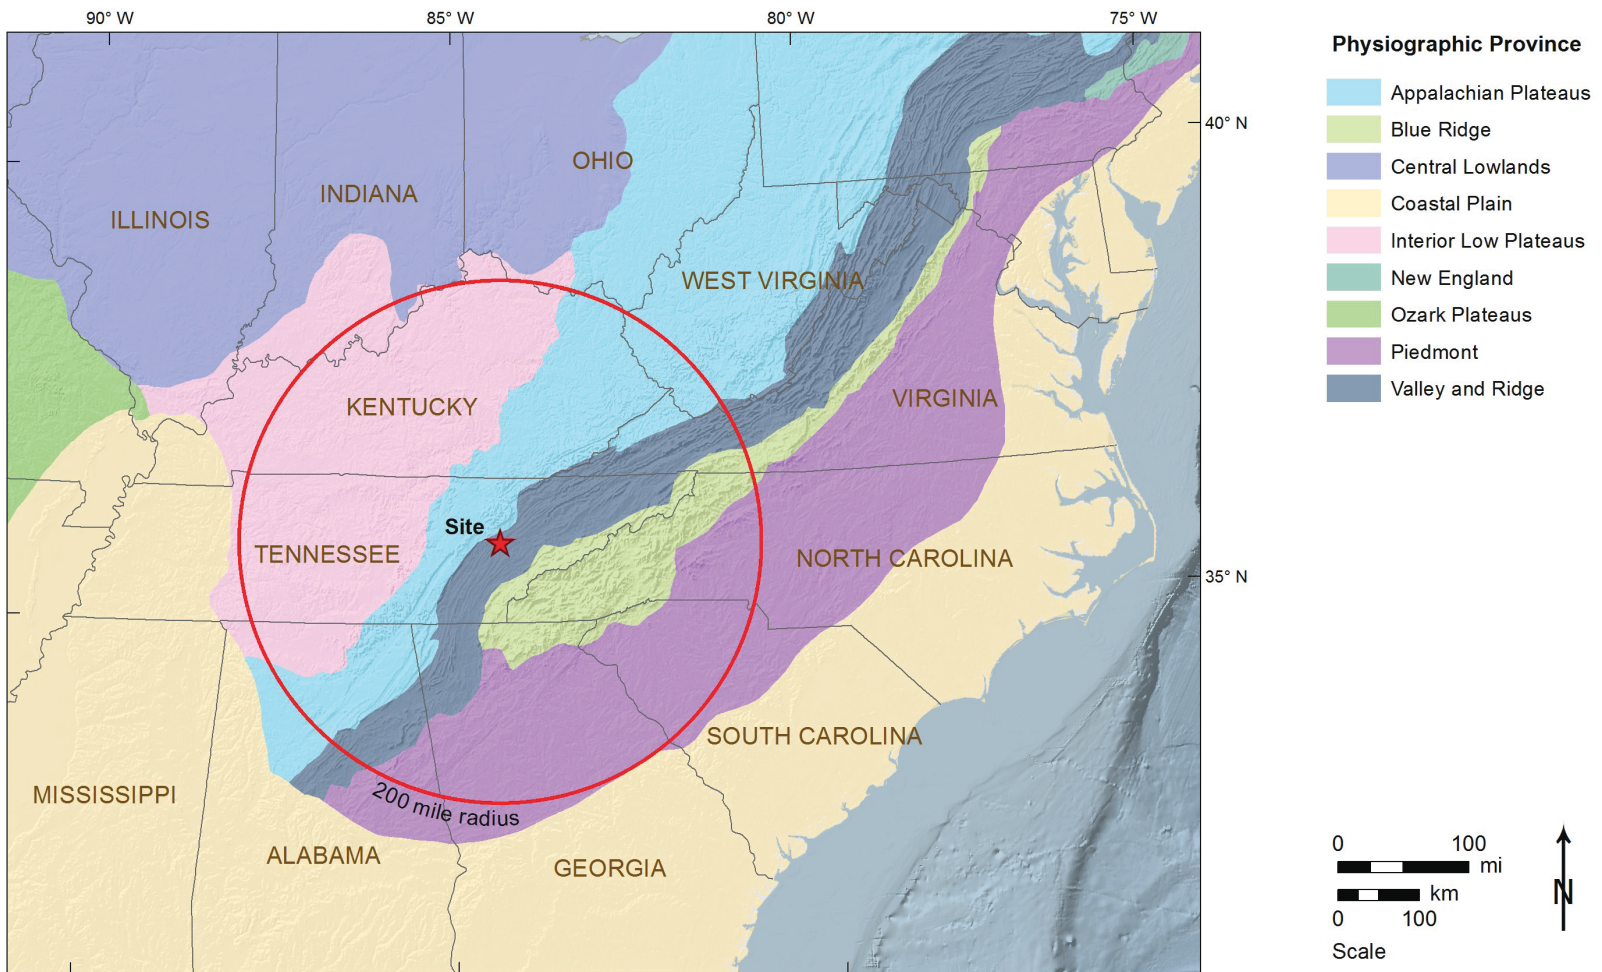 90° W
85° W
80° W
75° W
40° N
35° N
OHIO
INDIANA
ILLINOIS
WEST VIRGINIA
KENTUCKY
VIRGINIA
Site
TENNESSEE
NORTH CAROLINA
SOUTH CAROLINA
MISSISSIPPI
200 mile radius
ALABAMA
GEORGIA
Physiographic Province
Appalachian Plateaus
Blue Ridge
Central Lowlands
Coastal Plain
Interior Low Plateaus
New England
Ozark Plateaus
Piedmont
Valley and Ridge
0 100
mi
km
0 100
Scale
N